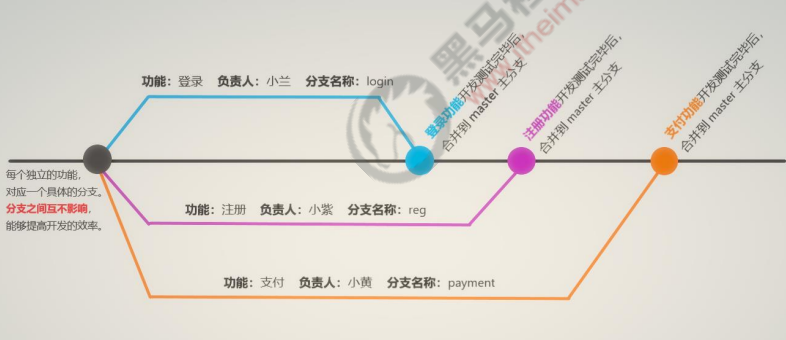 功能：登录 负责人：小兰 分支名称：login
登录功能开发测试完毕后，
合并到 master 主分支
注册功能开发测试完毕后，
合并到 master 主分支
支付功能开发测试完毕后，
合并到 master 主分支
每个独立的功能，
对应一个具体的分支。
分支之间互不影响，
能够提高开发的效率。
功能：注册 负责人：小紫 分支名称：reg
功能：支付 负责人：小黄 分支名称：payment
黑马